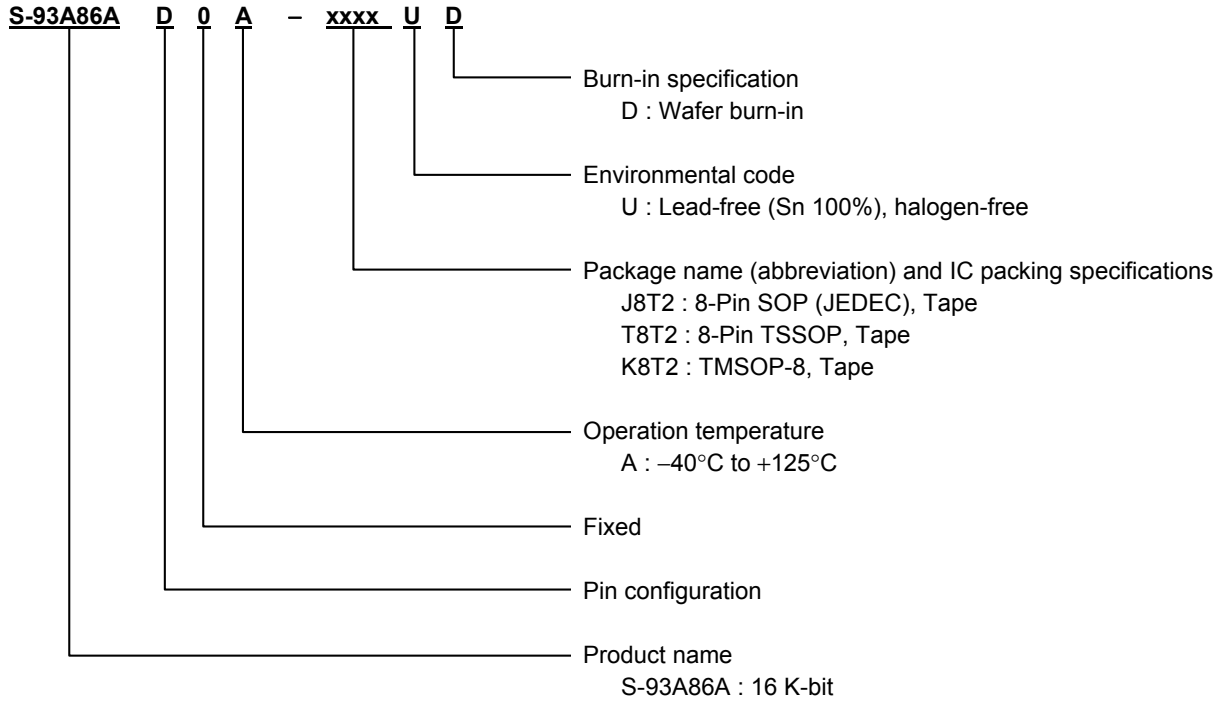 S-93A86A D 0 A – xxxx U D
Burn-in specification
D : Wafer burn-in
Environmental code
U : Lead-free (Sn 100%), halogen-free
Package name (abbreviation) and IC packing specifications
J8T2 : 8-Pin SOP (JEDEC), Tape
T8T2 : 8-Pin TSSOP, Tape
K8T2 : TMSOP-8, Tape
Operation temperature
A : −40°C to +125°C
Fixed
Pin configuration
Product name
S-93A86A : 16 K-bit